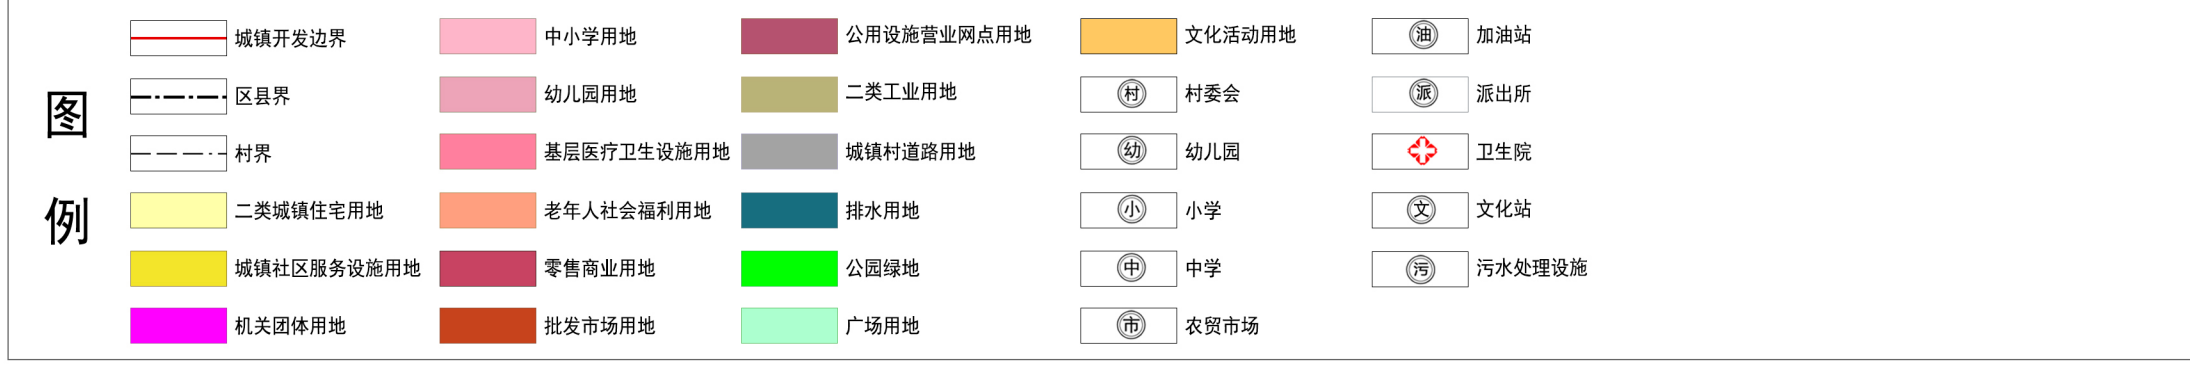 图例
城镇开发边界
区县界
村界
二类城镇住宅用地
城镇社区服务设施用地
机关团体用地
中小学用地
幼儿园用地
基层医疗卫生设施用地
老年人社会福利用地
零售商业用地
批发市场用地
公用设施营业网点用地
二类工业用地
城镇村道路用地
排水用地
公园绿地
广场用地
文化活动用地
村 村委会
幼 幼儿园
小 小学
中 中学
市 农贸市场
油 加油站
派 派出所
卫生院
文 文化站
污 污水处理设施